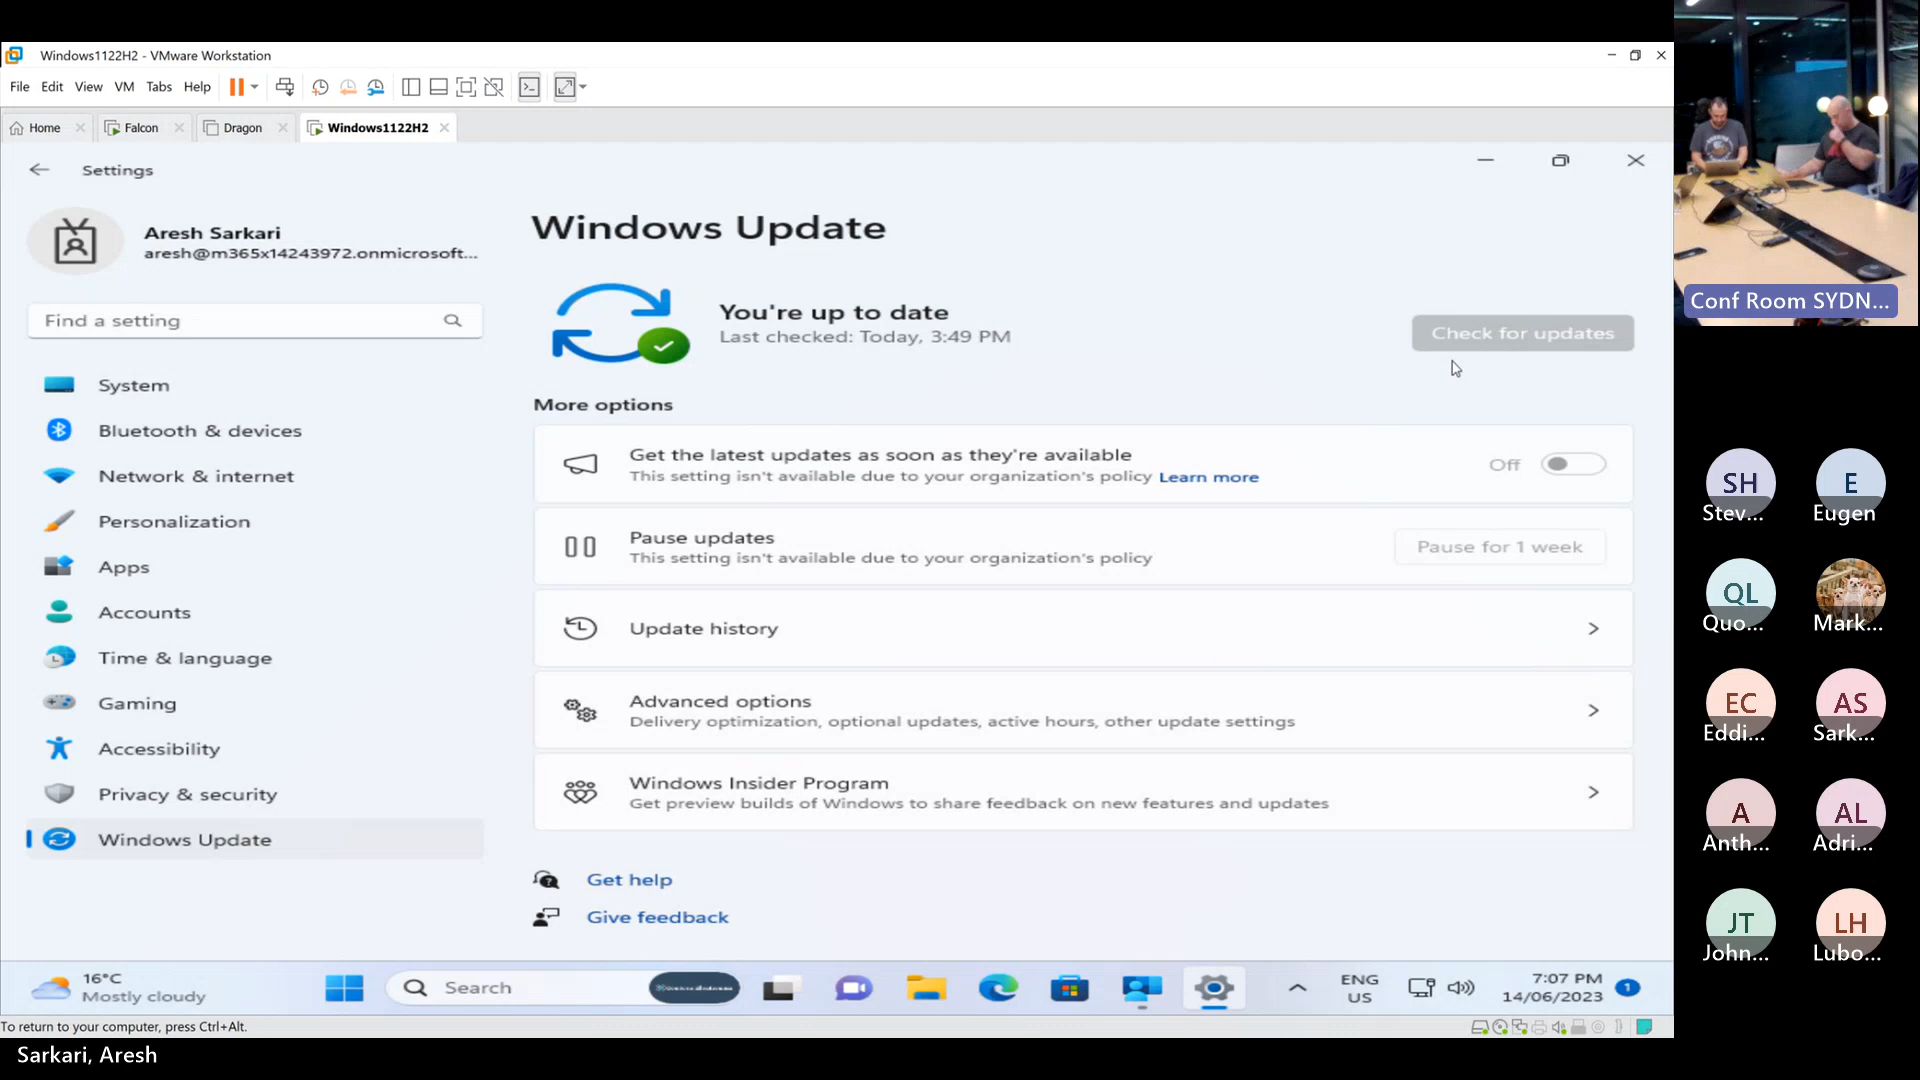 Windows1122H2 - VMware Workstation
File Edit View VM Tabs Help
Home Falcon Dragon Windows1122H2
Settings
Aresh Sarkari
aresh@m365x14243972.onmicrosoft...
Find a setting
System
Bluetooth & devices
Network & internet
Personalization
Apps
Accounts
Time & language
Gaming
Accessibility
Privacy & security
Windows Update
Windows Update
You're up to date
Last checked: Today, 3:49 PM
Check for updates
More options
Get the latest updates as soon as they're available
This setting isn't available due to your organization's policy Learn more
Off
Pause updates
This setting isn't available due to your organization's policy
Pause for 1 week
Update history
Advanced options
Delivery optimization, optional updates, active hours, other update settings
Windows Insider Program
Get preview builds of Windows to share feedback on new features and updates
Get help
Give feedback
16°C
Mostly cloudy
Search
ENG
US
7:07 PM
14/06/2023
1
To return to your computer, press Ctrl+Alt.
Sarkari, Aresh
Conf Room SYDN...
SH
Stev...
E
Eugen
QL
Quo...
Mark...
EC
Eddi...
AS
Sark...
A
Anth...
AL
Adri...
JT
John...
LH
Lubo...